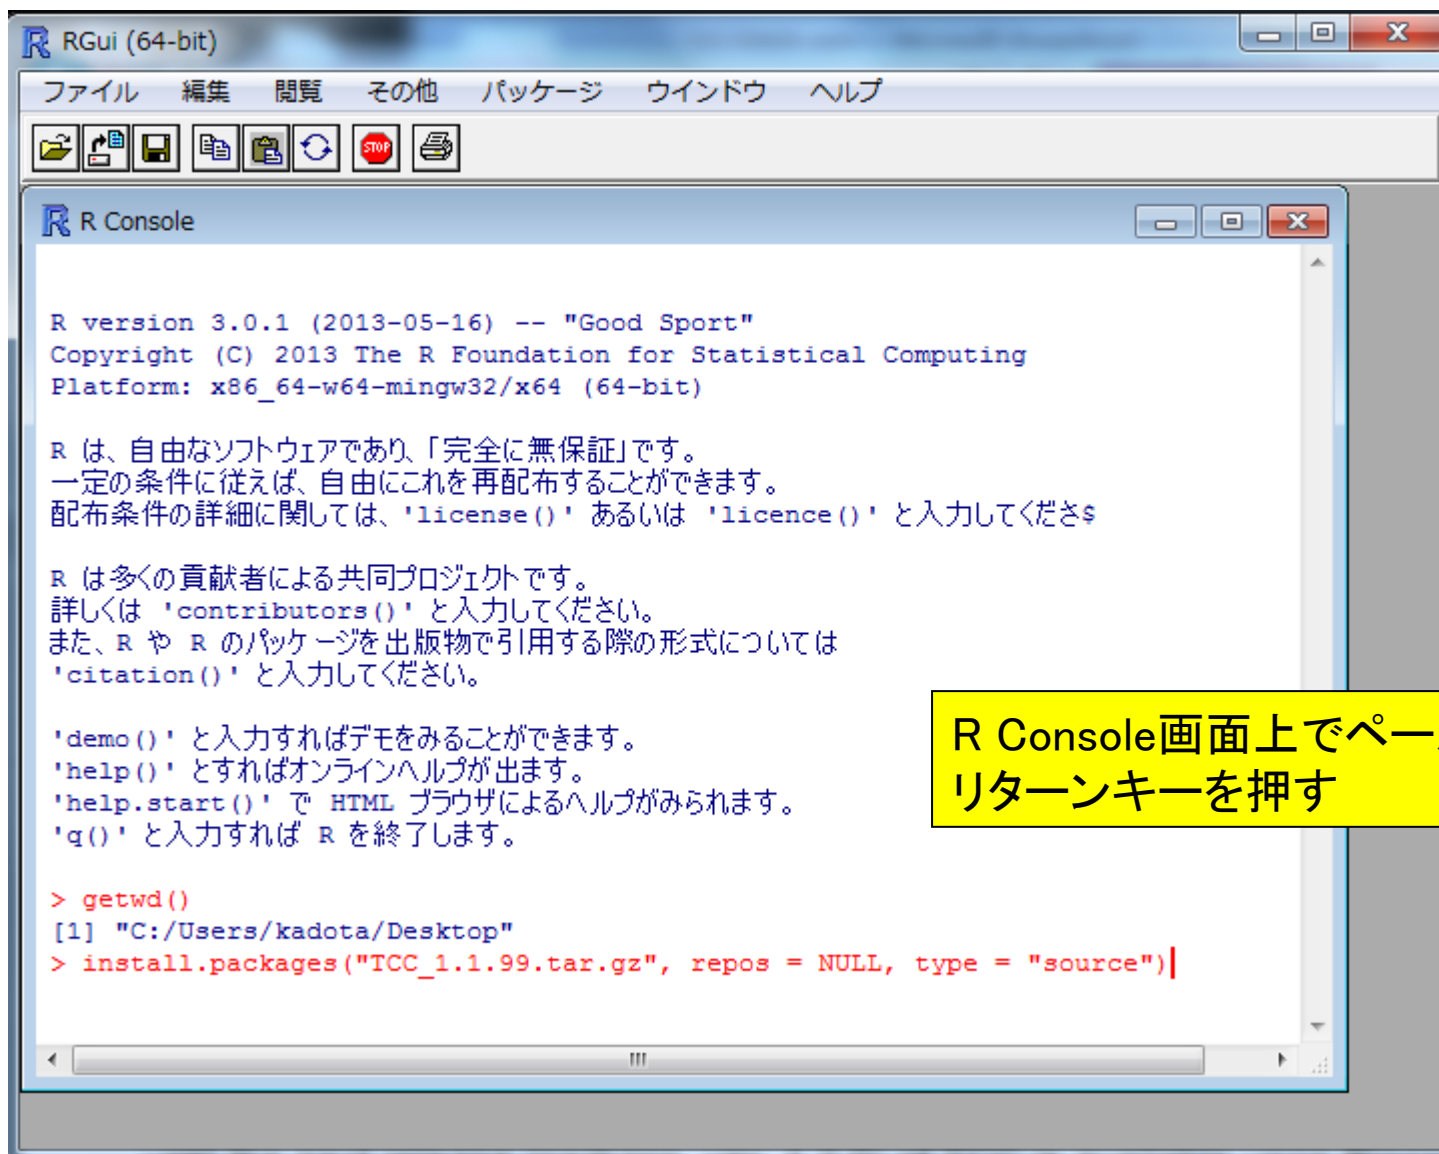 RGui (64-bit)
ファイル 編集 閲覧 その他 パッケージ ウインドウ ヘルプ
STOP
R Console
R version 3.0.1 (2013-05-16) -- "Good Sport"
Copyright (C) 2013 The R Foundation for Statistical Computing
Platform: x86_64-w64-mingw32/x64 (64-bit)
R は、自由なソフトウェアであり、「完全に無保証」です。
一定の条件に従えば、自由にこれを再配布することができます。
配布条件の詳細に関しては、'license()' あるいは 'licence()' と入力してくださ$
R は多くの貢献者による共同プロジェクトです。
詳しくは 'contributors()' と入力してください。
また、R や R のパッケージを出版物で引用する際の形式については
'citation()' と入力してください。
'demo()' と入力すればデモをみることができます。
'help()' とすればオンラインヘルプが出ます。
'help.start()' で HTML ブラウザによるヘルプがみられます。
'q()' と入力すれば R を終了します。
R Console画面上でペー
リターンキーを押す
> getwd()
[1] "C:/Users/kadota/Desktop"
> install.packages("TCC_1.1.99.tar.gz", repos = NULL, type = "source")